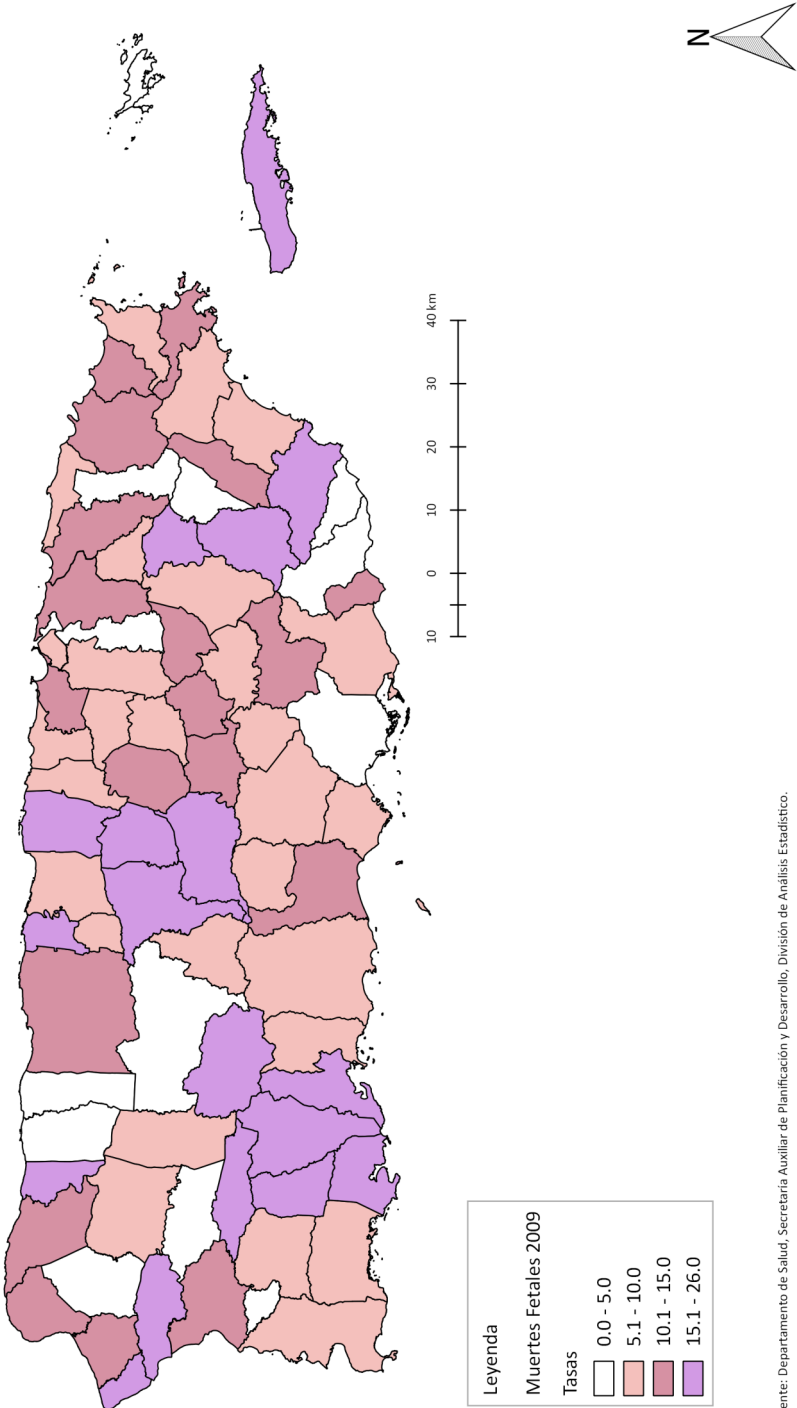 N
40 km
30
20
10
0
10
Leyenda
Muertes Fetales 2009
Tasas
0.0 - 5.0
5.1 - 10.0
10.1 - 15.0
15.1 - 26.0
ente: Departamento de Salud, Secretaría Auxiliar de Planificación y Desarrollo, División de Análisis Estadístico.